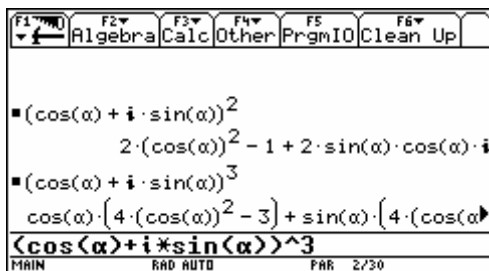 F1 F2 F3 F4 F5 F6
Algebra Calc Other PrgmIO Clean Up
(cos(α) + i·sin(α))^2
2·(cos(α))^2 - 1 + 2·sin(α)·cos(α)·i
(cos(α) + i·sin(α))^3
cos(α)·(4·(cos(α))^2 - 3) + sin(α)·(4·(cos(α
(cos(α)+i*sin(α))^3
MAIN RAD AUTO PAR 2/30